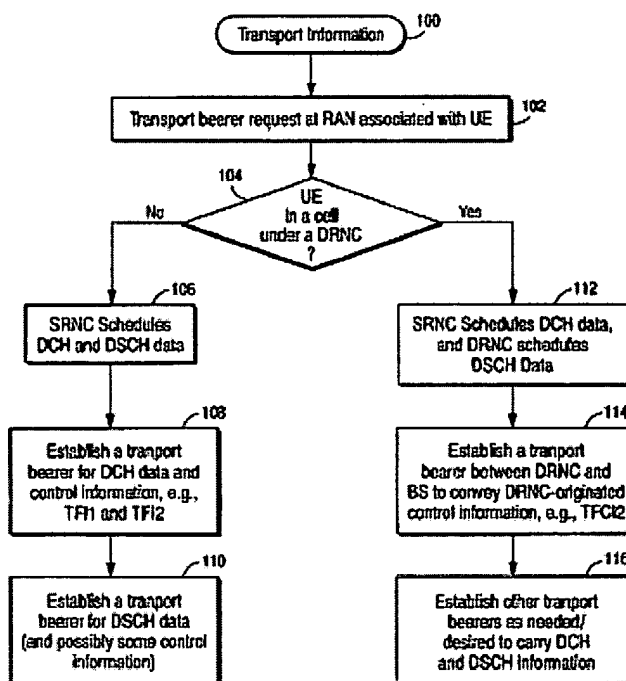 Transport Information
100
Transport bearer request at RAN associated with UE
102
104
UE
in a cell
under a DRNC
?
No
Yes
106
SRNC Schedules
DCH and DSCH data
108
Establish a tranport
bearer for DCH data and
control information, e.g.,
TFI1 and TFI2
110
Establish a tranport
bearer for DSCH data
(and possibly some control
information)
112
SRNC Schedules DCH data,
and DRNC schedules
DSCH Data
114
Establish a tranport
bearer between DRNC and
BS to convey DRNC-originated
control information, e.g., TFCI2
116
Establish other tranport
bearers as needed/
desired to carry DCH
and DSCH Information